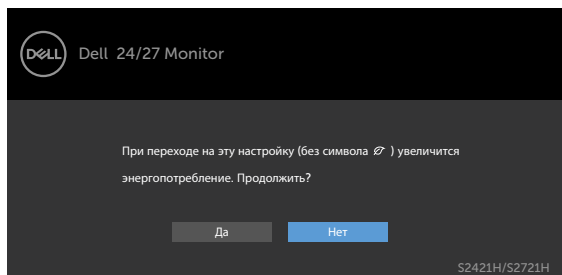 DELL
Dell 24/27 Monitor
При переходе на эту настройку (без символа ) увеличится
энергопотребление. Продолжить?
Да Нет
S2421H/S2721H